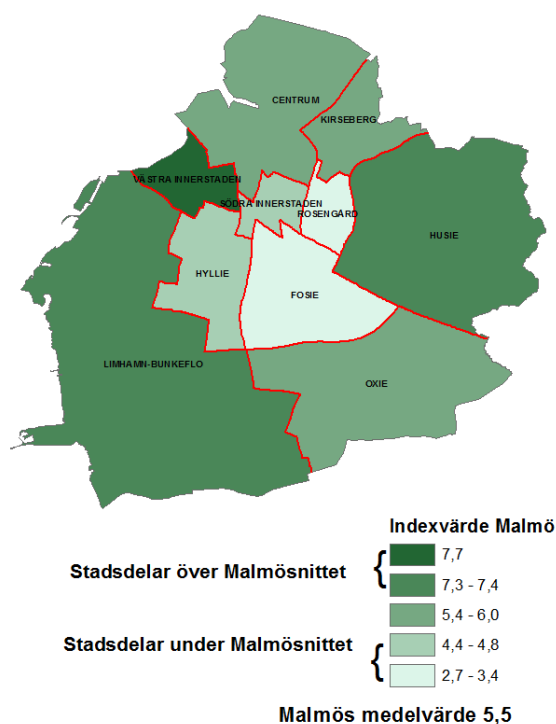 CENTRUM
KIRSEBERG
VÄSTRA INNERSTADEN
SÖDRA INNERSTADEN
ROSENGÅRD
HUSIE
HYLLIE
FOSIE
LIMHAMN-BUNKEFLO
OXIE
Indexvärde Malmö
Stadsdelar över Malmösnittet
{
7,7
7,3 - 7,4
5,4 - 6,0
Stadsdelar under Malmösnittet
{
4,4 - 4,8
2,7 - 3,4
Malmös medelvärde 5,5